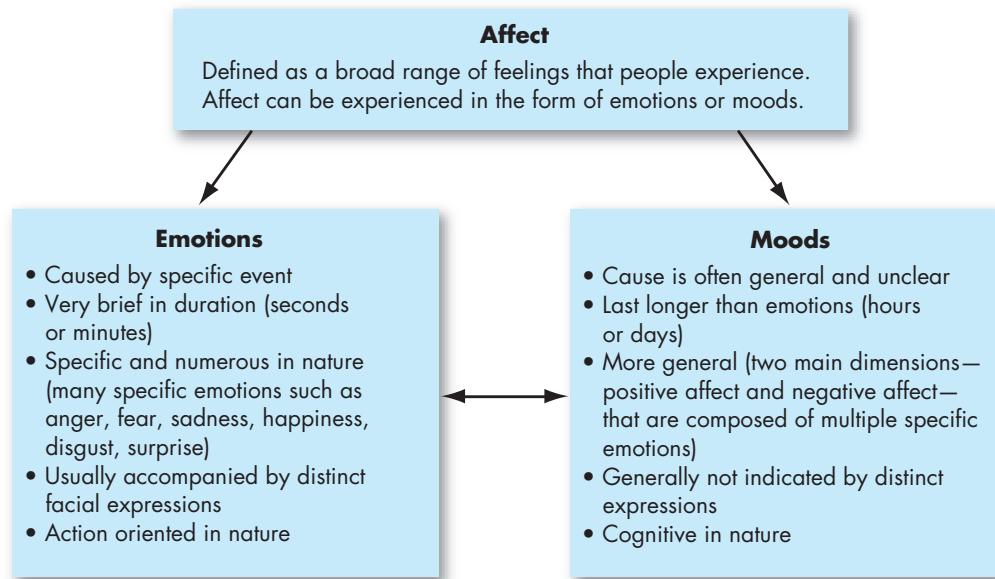 Affect
Defined as a broad range of feelings that people experience.
Affect can be experienced in the form of emotions or moods.
Emotions
• Caused by specific event
• Very brief in duration (seconds
or minutes)
• Specific and numerous in nature
(many specific emotions such as
anger, fear, sadness, happiness,
disgust, surprise)
• Usually accompanied by distinct
facial expressions
• Action oriented in nature
Moods
• Cause is often general and unclear
• Last longer than emotions (hours
or days)
• More general (two main dimensions—
positive affect and negative affect—
that are composed of multiple specific
emotions)
• Generally not indicated by distinct
expressions
• Cognitive in nature